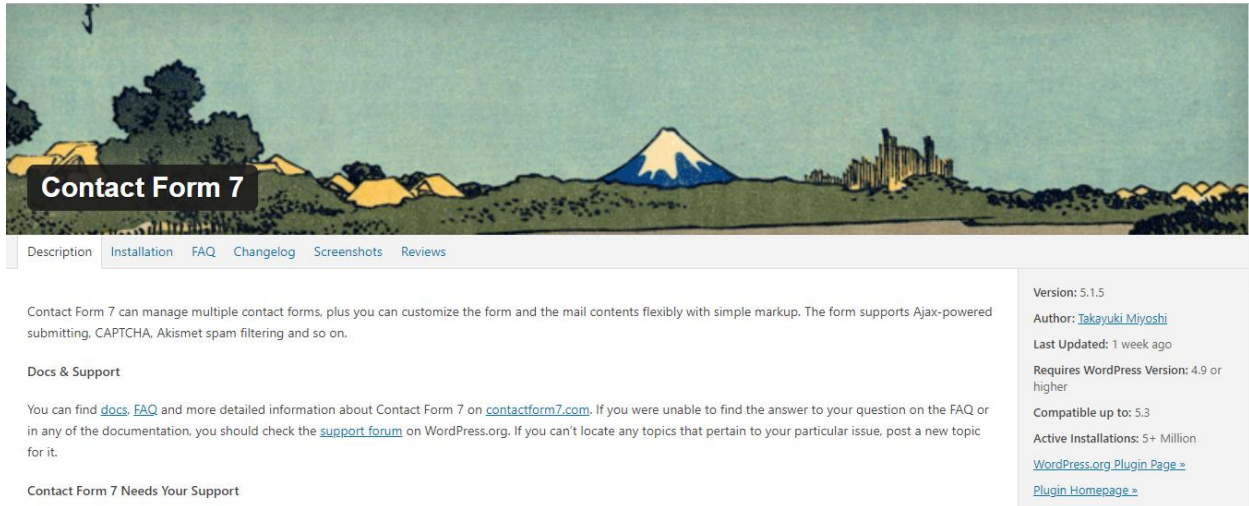 Contact Form 7
Description Installation FAQ Changelog Screenshots Reviews
Contact Form 7 can manage multiple contact forms, plus you can customize the form and the mail contents flexibly with simple markup. The form supports Ajax-powered
submitting, CAPTCHA, Akismet spam filtering and so on.
Docs & Support
You can find docs, FAQ and more detailed information about Contact Form 7 on contactform7.com. If you were unable to find the answer to your question on the FAQ or
in any of the documentation, you should check the support forum on WordPress.org. If you can't locate any topics that pertain to your particular issue, post a new topic
for it.
Contact Form 7 Needs Your Support
Version: 5.1.5
Author: Takayuki Miyoshi
Last Updated: 1 week ago
Requires WordPress Version: 4.9 or
higher
Compatible up to: 5.3
Active Installations: 5+ Million
WordPress.org Plugin Page »
Plugin Homepage »